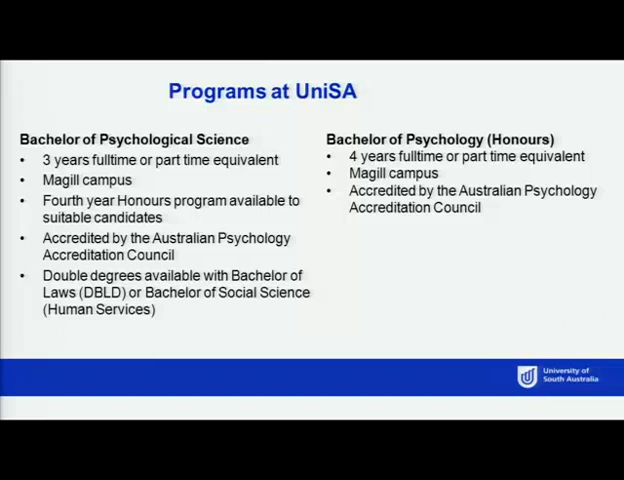 Programs at UniSA
Bachelor of Psychological Science
• 3 years fulltime or part time equivalent
• Magill campus
• Fourth year Honours program available to
suitable candidates
• Accredited by the Australian Psychology
Accreditation Council
• Double degrees available with Bachelor of
Laws (DBLD) or Bachelor of Social Science
(Human Services)
Bachelor of Psychology (Honours)
• 4 years fulltime or part time equivalent
• Magill campus
• Accredited by the Australian Psychology
Accreditation Council
University of
South Australia